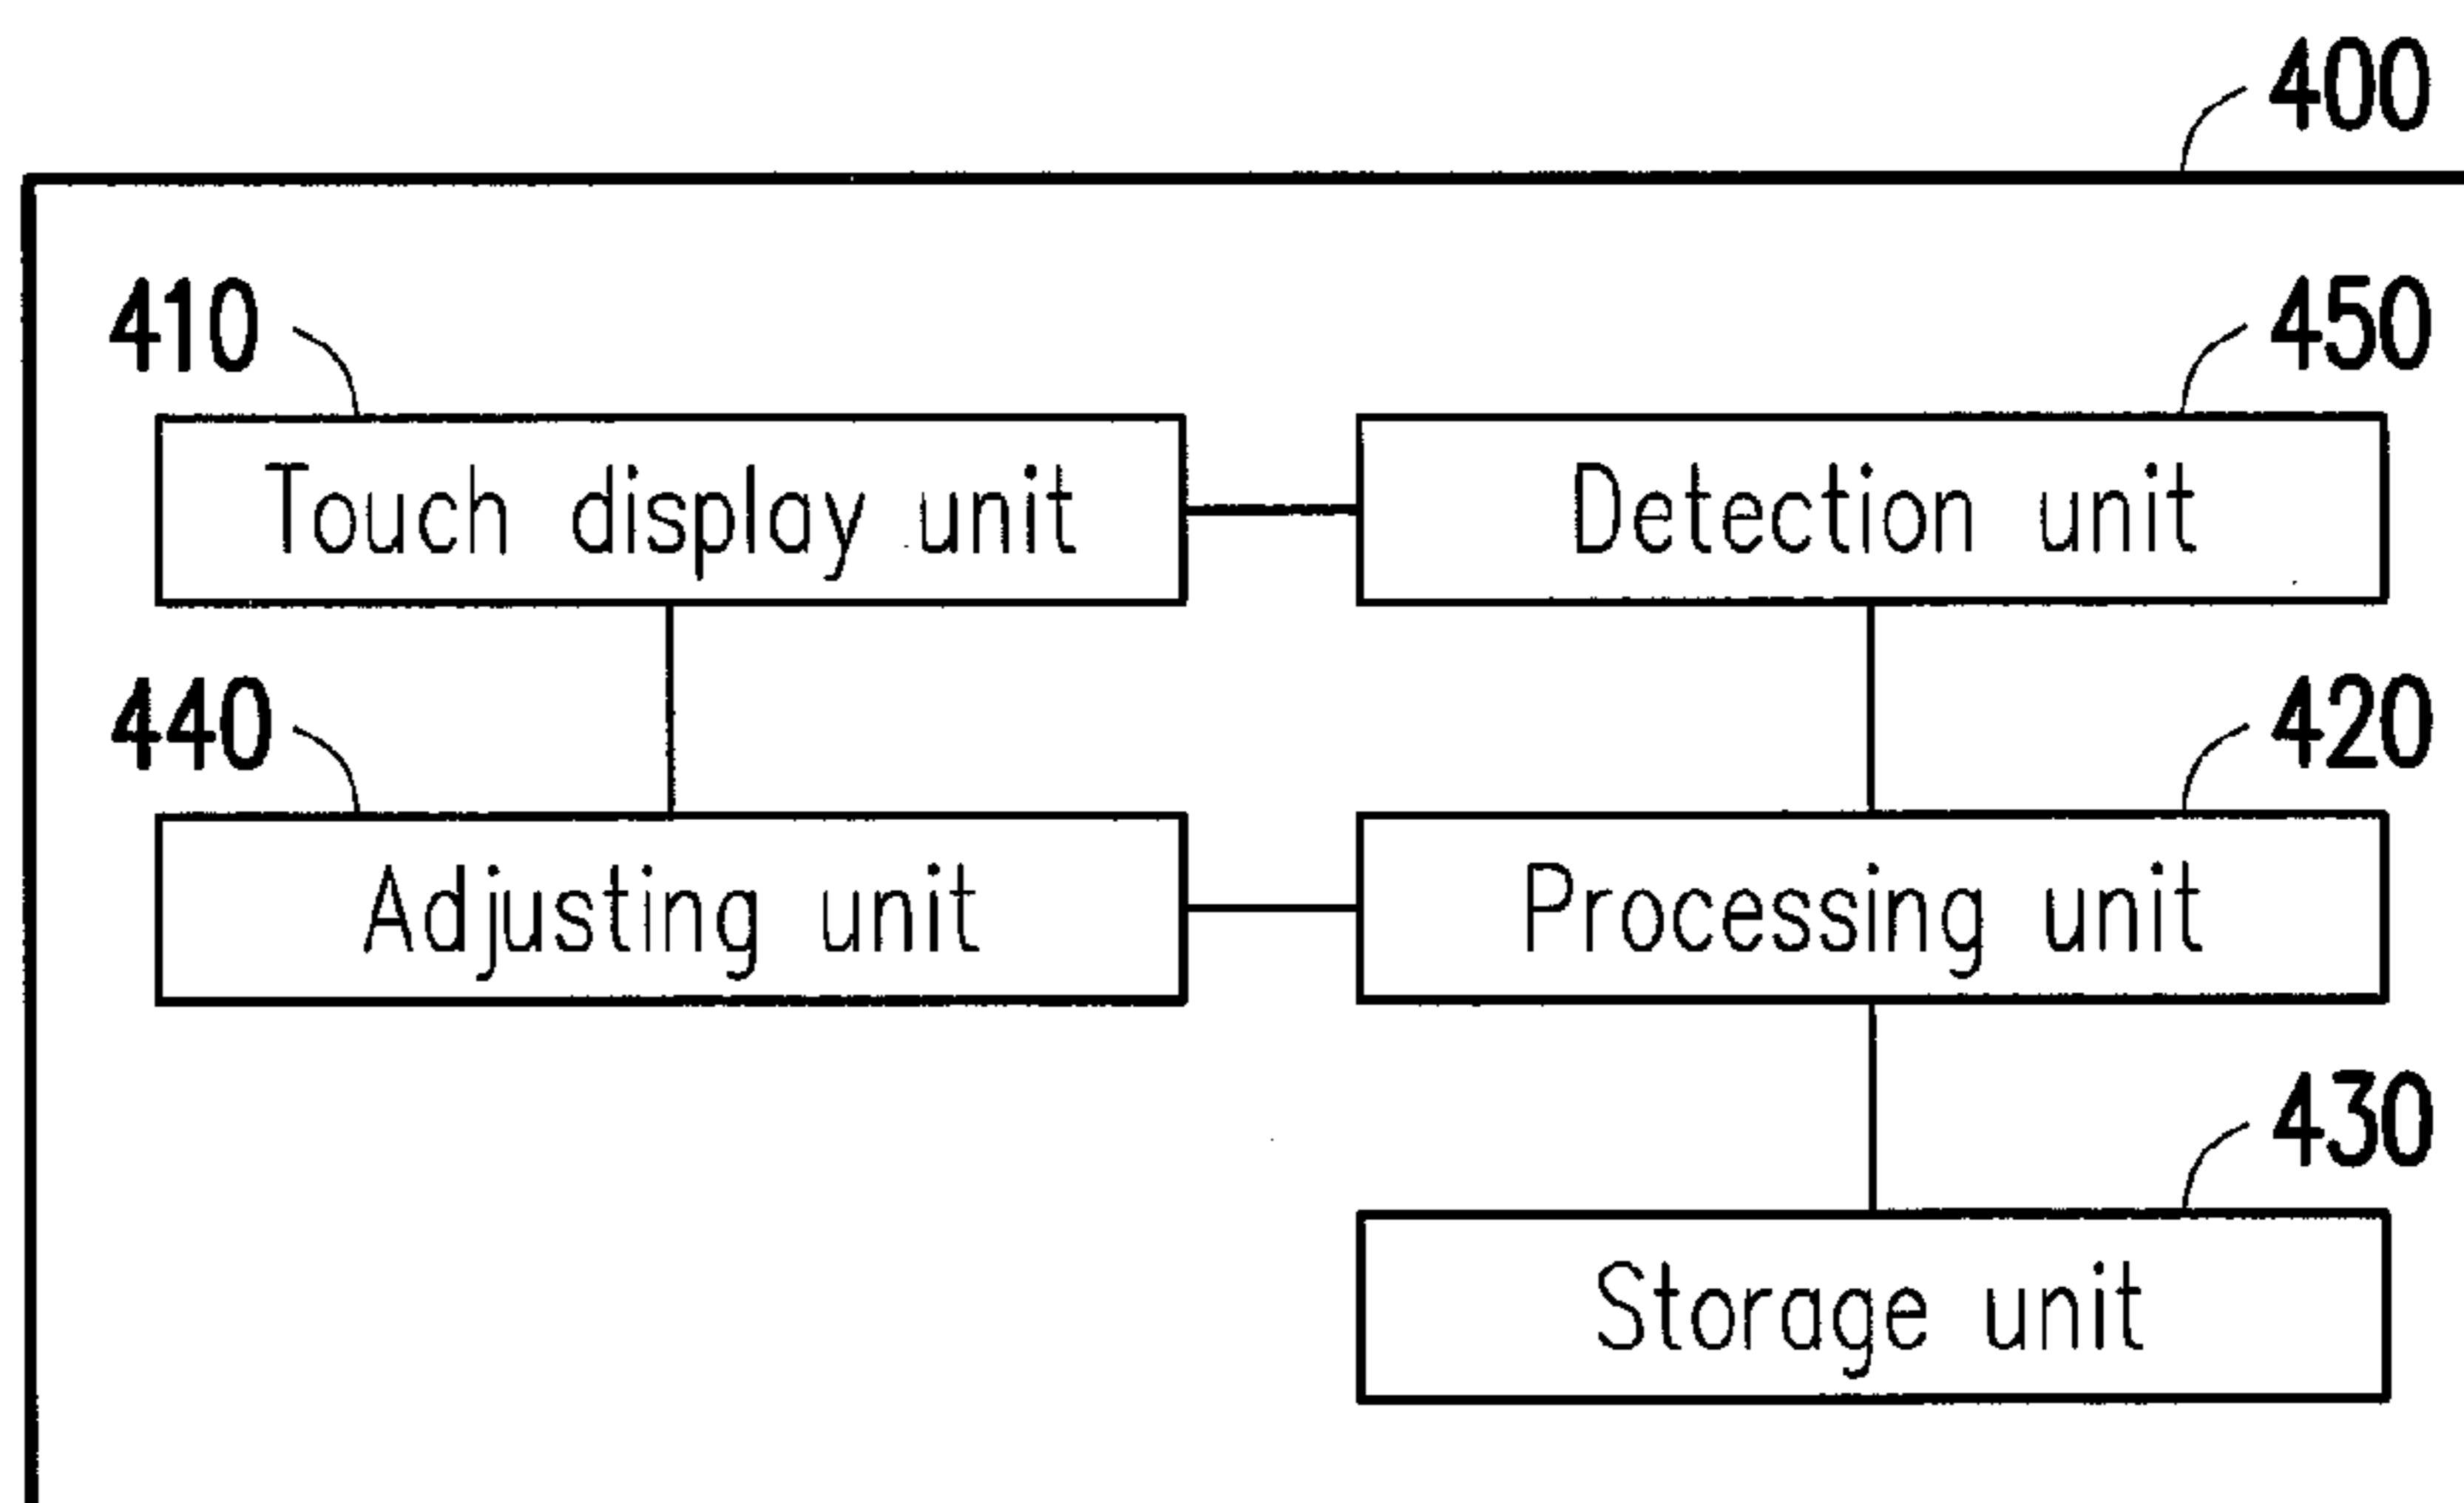 400
410
450
Touch display unit
Detection unit
440
420
Adjusting unit
Processing unit
430
Storage unit